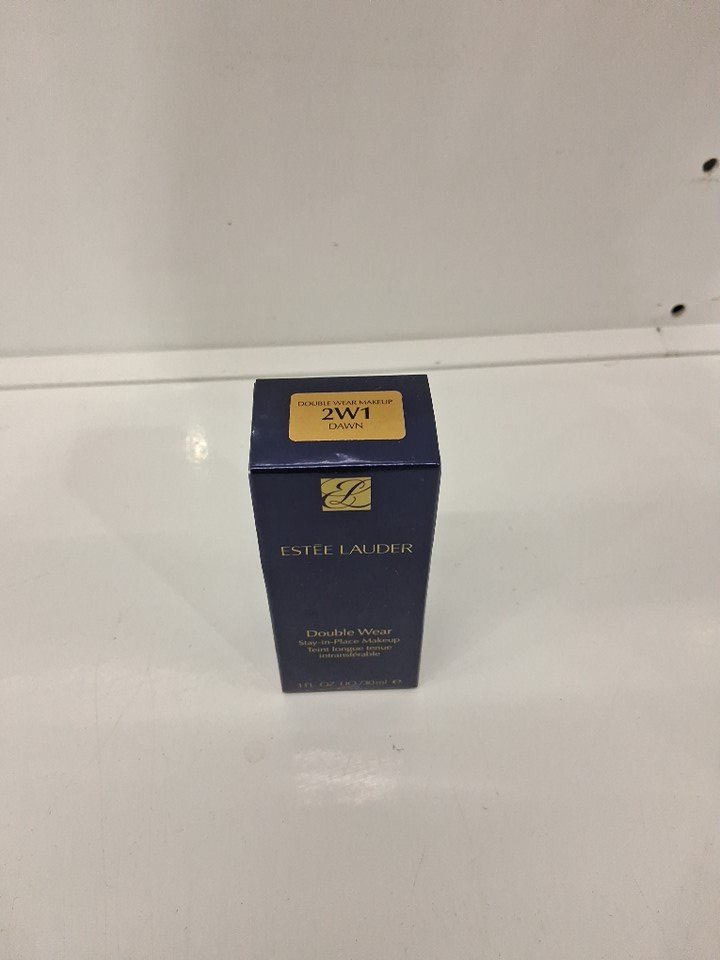 DOUBLE WEAR MAKEUP
2W1
DAWN
ESTĒE LAUDER
Double Wear
Stay-in-Place Makeup
Teint longue tenue
intransférable
1 FL. OZ. LIQ./30 ml ℮